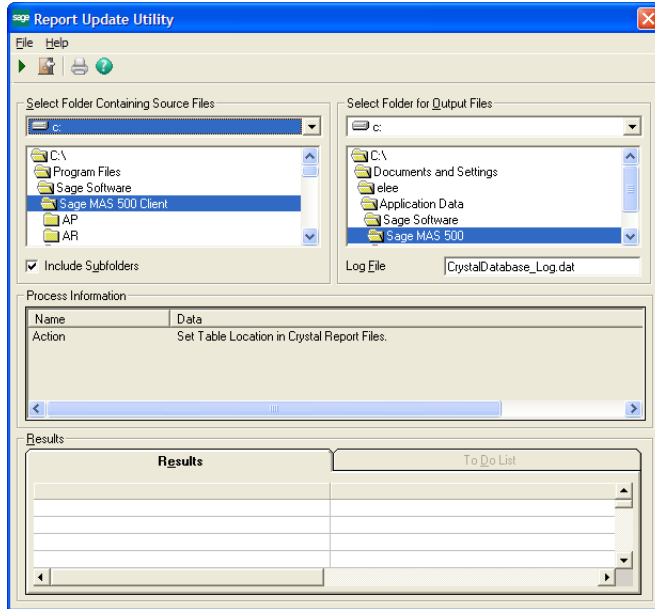 sage Report Update Utility
File Help
Select Folder Containing Source Files
Select Folder for Output Files
c:
c:
C:\
Program Files
Sage Software
Sage MAS 500 Client
AP
AR
C:\
Documents and Settings
elee
Application Data
Sage Software
Sage MAS 500
Include Subfolders
Log File CrystalDatabase_Log.dat
Process Information
Name Data
Action Set Table Location in Crystal Report Files.
Results
Results To Do List